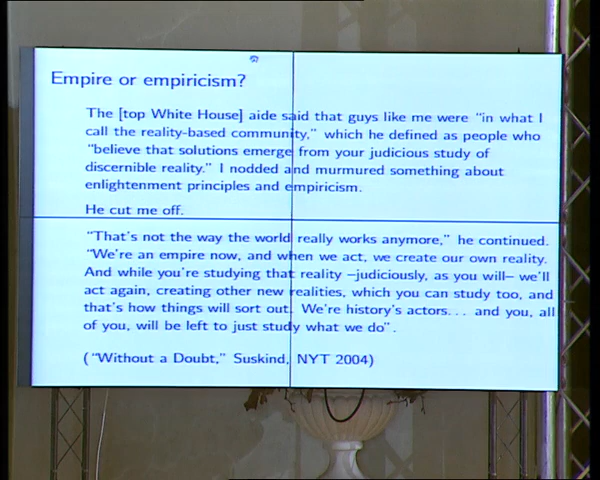 Empire or empiricism?
The [top White House] aide said that guys like me were "in what I
call the reality-based community," which he defined as people who
"believe that solutions emerge from your judicious study of
discernible reality." I nodded and murmured something about
enlightenment principles and empiricism.
He cut me off.
"That's not the way the world really works anymore," he continued.
"We're an empire now, and when we act, we create our own reality.
And while you're studying that reality –judiciously, as you will– we'll
act again, creating other new realities, which you can study too, and
that's how things will sort out. We're history's actors... and you, all
of you, will be left to just study what we do".
("Without a Doubt," Suskind, NYT 2004)